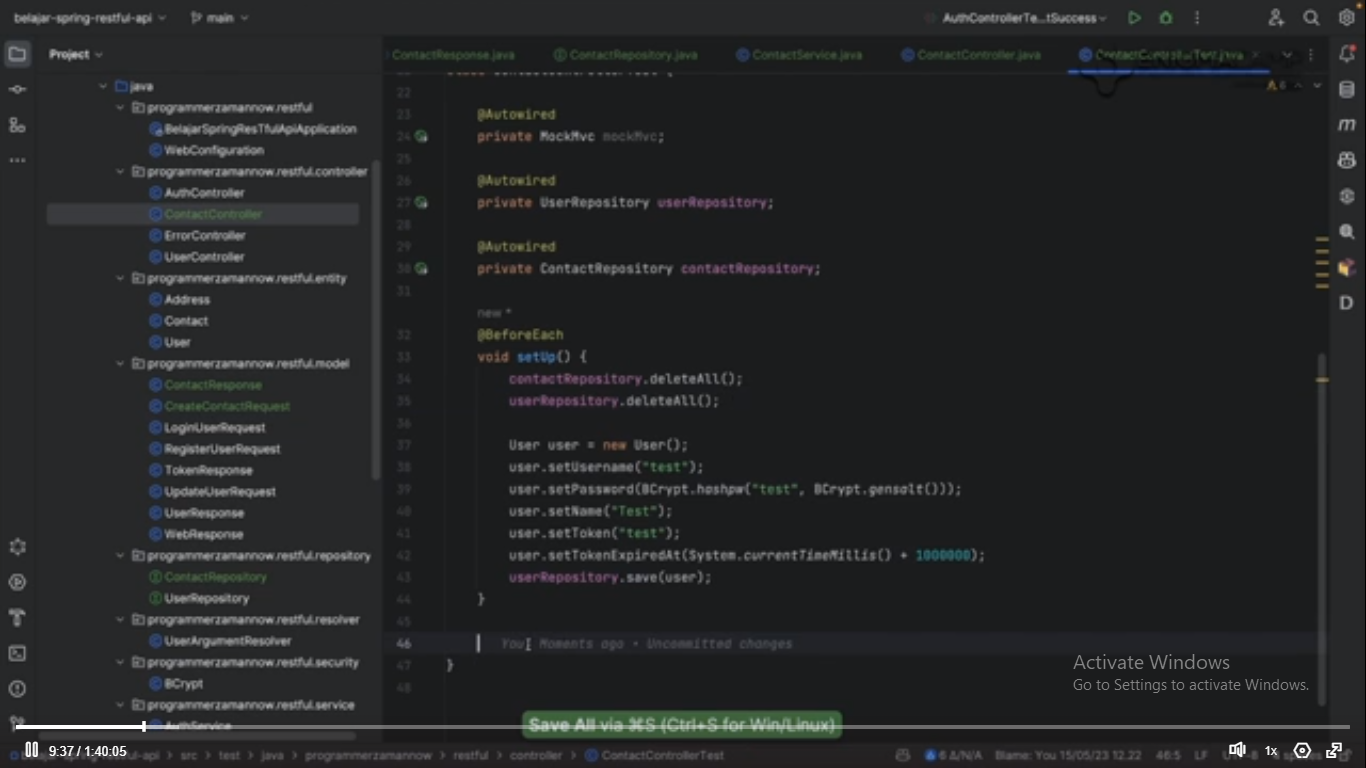 belajar-spring-restful-api
main
AuthControllerTe...tSuccess
Project
ContactResponse.java
ContactRepository.java
ContactService.java
ContactController.java
ContactControllerTest.java
6
java
programmerzamannow.restful
BelajarSpringResTfulApiApplication
WebConfiguration
programmerzamannow.restful.controller
AuthController
ContactController
ErrorController
UserController
programmerzamannow.restful.entity
Address
Contact
User
programmerzamannow.restful.model
ContactResponse
CreateContactRequest
LoginUserRequest
RegisterUserRequest
TokenResponse
UpdateUserRequest
UserResponse
WebResponse
programmerzamannow.restful.repository
ContactRepository
UserRepository
programmerzamannow.restful.resolver
UserArgumentResolver
programmerzamannow.restful.security
BCrypt
programmerzamannow.restful.service
AuthService
22
23 @Autowired
24 private MockMvc mockMvc;
25
26 @Autowired
27 private UserRepository userRepository;
28
29 @Autowired
30 private ContactRepository contactRepository;
31
new *
32 @BeforeEach
33 void setUp() {
34 contactRepository.deleteAll();
35 userRepository.deleteAll();
36
37 User user = new User();
38 user.setUsername("test");
39 user.setPassword(BCrypt.hashpw("test", BCrypt.gensalt()));
40 user.setName("Test");
41 user.setToken("test");
42 user.setTokenExpiredAt(System.currentTimeMillis() + 1000000);
43 userRepository.save(user);
44 }
45
46 You Moments ago • Uncommitted changes
47 }
48
m
D
Activate Windows
Go to Settings to activate Windows.
Save All via ⌘S (Ctrl+S for Win/Linux)
9:37 / 1:40:05
1x
-api > src > test > java > programmerzamannow > restful > controller > ContactControllerTest
6 Δ/N/A
Blame: You 15/05/23 12.22
46:5
LF